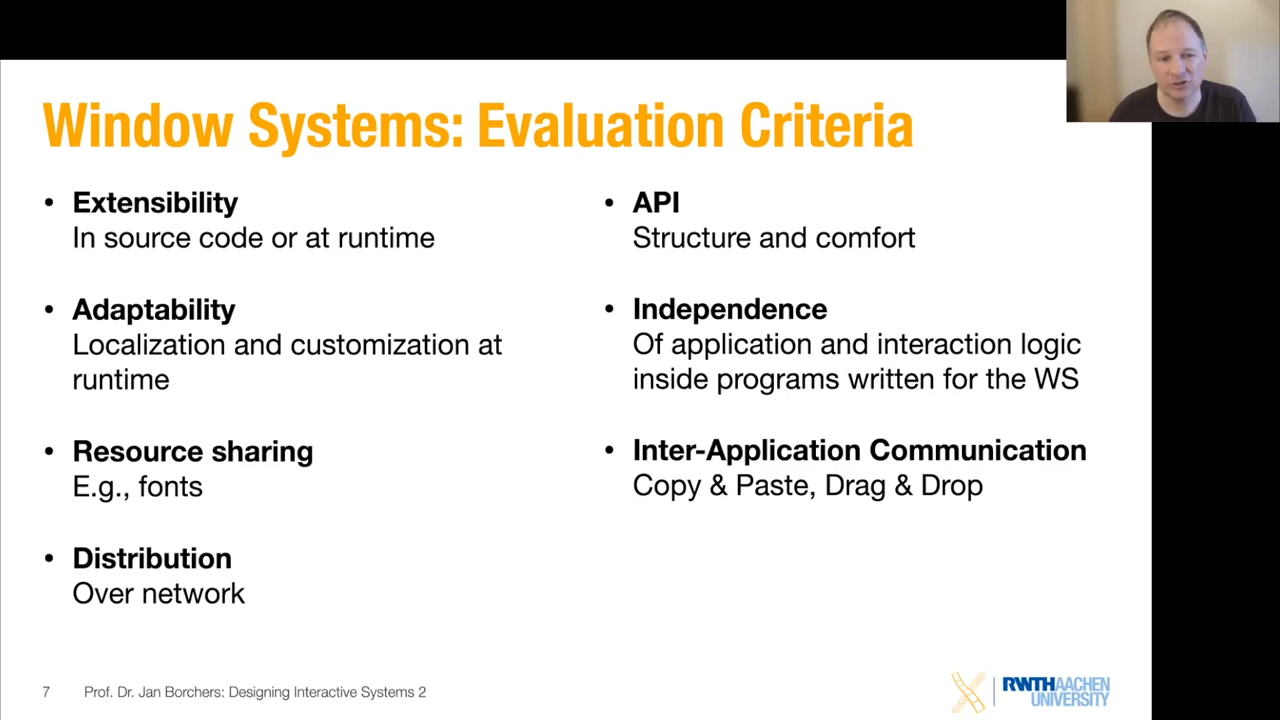 Window Systems: Evaluation Criteria
• Extensibility
In source code or at runtime
• Adaptability
Localization and customization at
runtime
• Resource sharing
E.g., fonts
• Distribution
Over network
• API
Structure and comfort
• Independence
Of application and interaction logic
inside programs written for the WS
• Inter-Application Communication
Copy & Paste, Drag & Drop
7 Prof. Dr. Jan Borchers: Designing Interactive Systems 2
RWTHAACHEN
UNIVERSITY